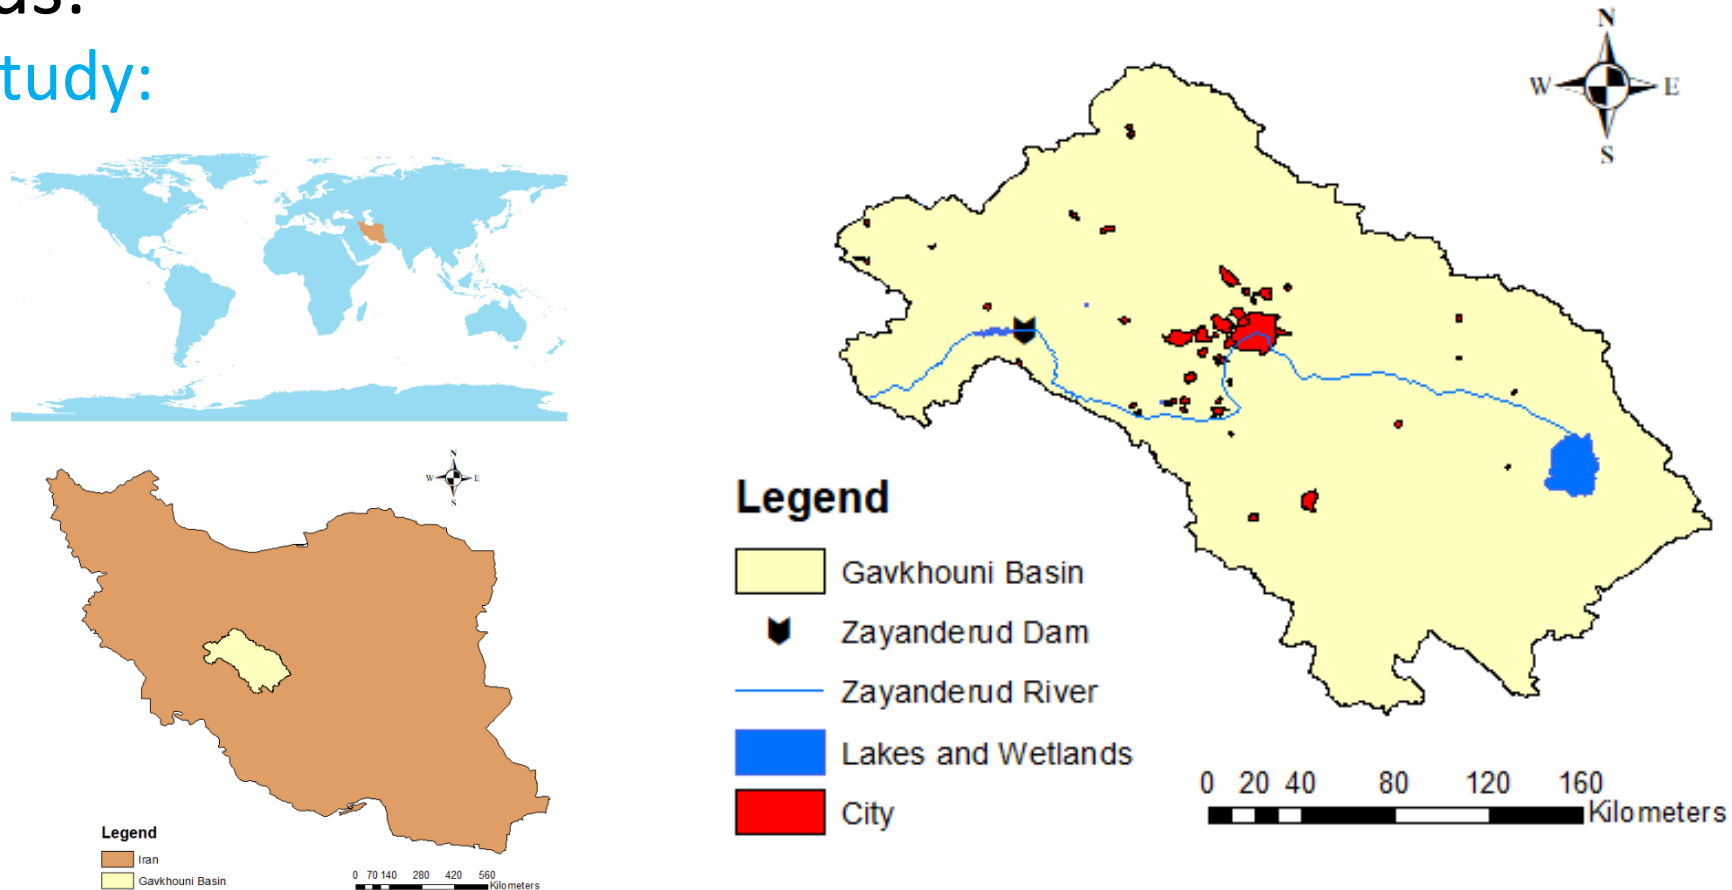 us:
tudy:
N
W E
S
N
W E
S
Legend
Iran
Gavkhouni Basin
0 70 140 280 420 560
Kilometers
Legend
Gavkhouni Basin
Zayanderud Dam
Zayanderud River
Lakes and Wetlands
City
0 20 40 80 120 160
Kilometers